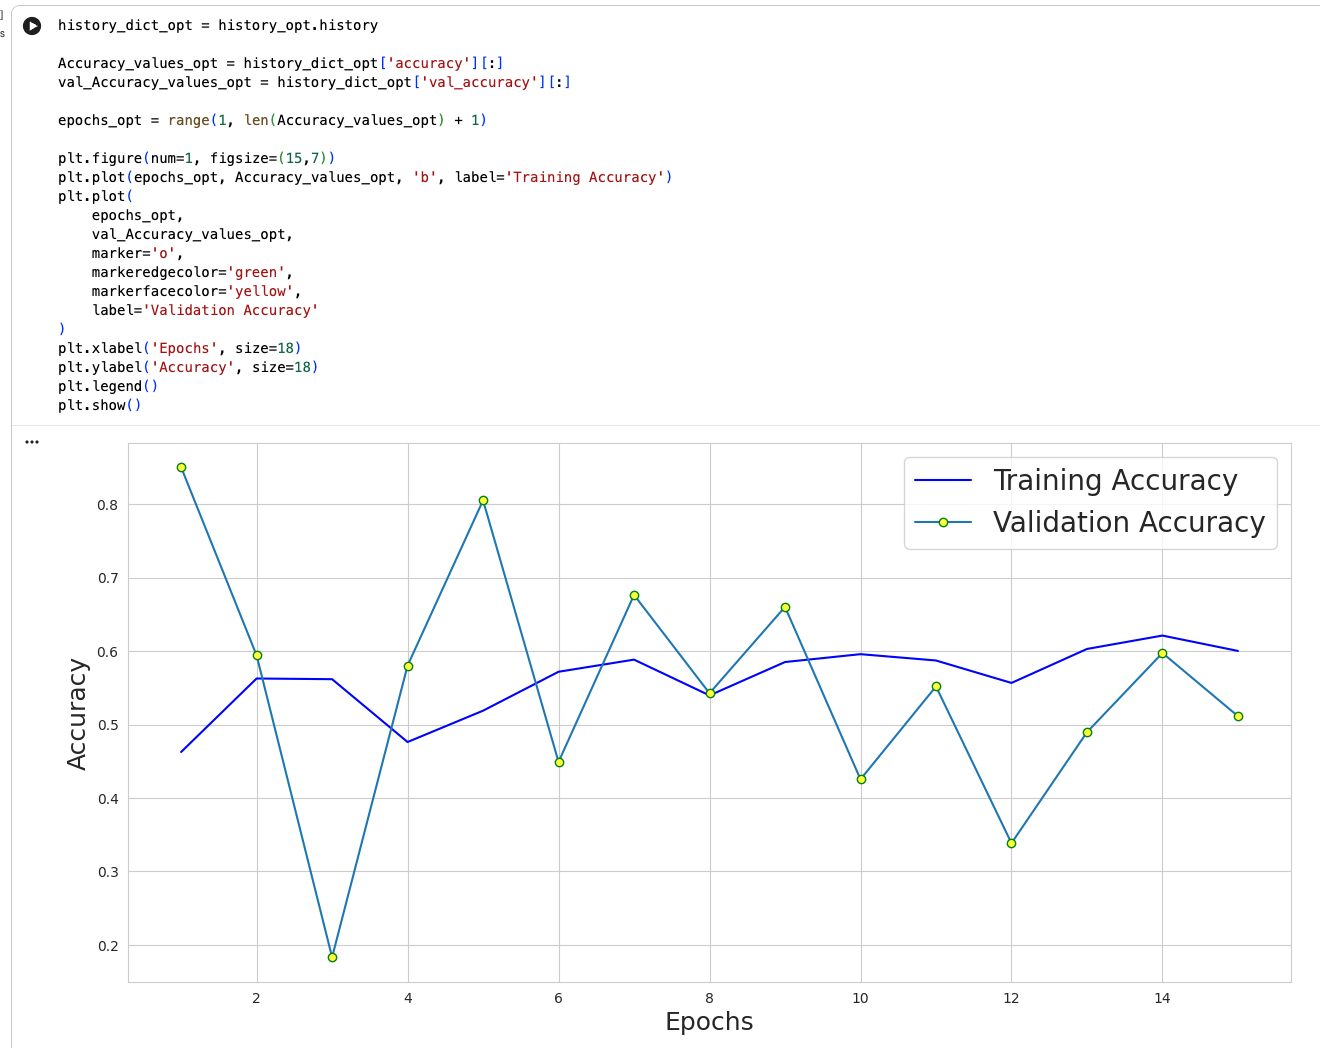 ]
s
history_dict_opt = history_opt.history
Accuracy_values_opt = history_dict_opt['accuracy'][:]
val_Accuracy_values_opt = history_dict_opt['val_accuracy'][:]
epochs_opt = range(1, len(Accuracy_values_opt) + 1)
plt.figure(num=1, figsize=(15,7))
plt.plot(epochs_opt, Accuracy_values_opt, 'b', label='Training Accuracy')
plt.plot(
    epochs_opt,
    val_Accuracy_values_opt,
    marker='o',
    markeredgecolor='green',
    markerfacecolor='yellow',
    label='Validation Accuracy'
)
plt.xlabel('Epochs', size=18)
plt.ylabel('Accuracy', size=18)
plt.legend()
plt.show()
Training Accuracy
Validation Accuracy
0.8
0.7
0.6
0.5
0.4
0.3
0.2
Accuracy
2 4 6 8 10 12 14
Epochs